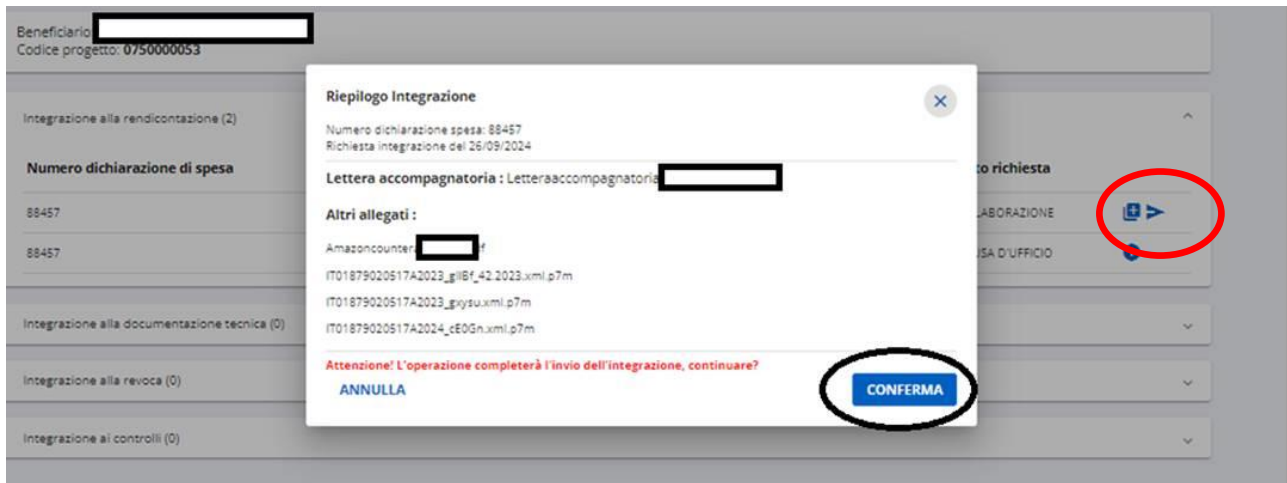 Beneficiario
Codice progetto: 0750000053
Integrazione alla rendicontazione (2)
Numero dichiarazione di spesa
to richiesta
88457
LABORAZIONE
88457
USA D'UFFICIO
Integrazione alla documentazione tecnica (0)
Integrazione alla revoca (0)
Integrazione ai controlli (0)
Riepilogo Integrazione
Numero dichiarazione spesa: 88457
Richiesta integrazione del 26/09/2024
Lettera accompagnatoria : Letteraaccompagnatoria
Altri allegati :
Amazoncounter
IT01879020517A2023_gIIBf_42.2023.xml.p7m
IT01879020517A2023_gxysu.xml.p7m
IT01879020517A2024_cE0Gn.xml.p7m
Attenzione! L'operazione completerà l'invio dell'integrazione, continuare?
ANNULLA
CONFERMA